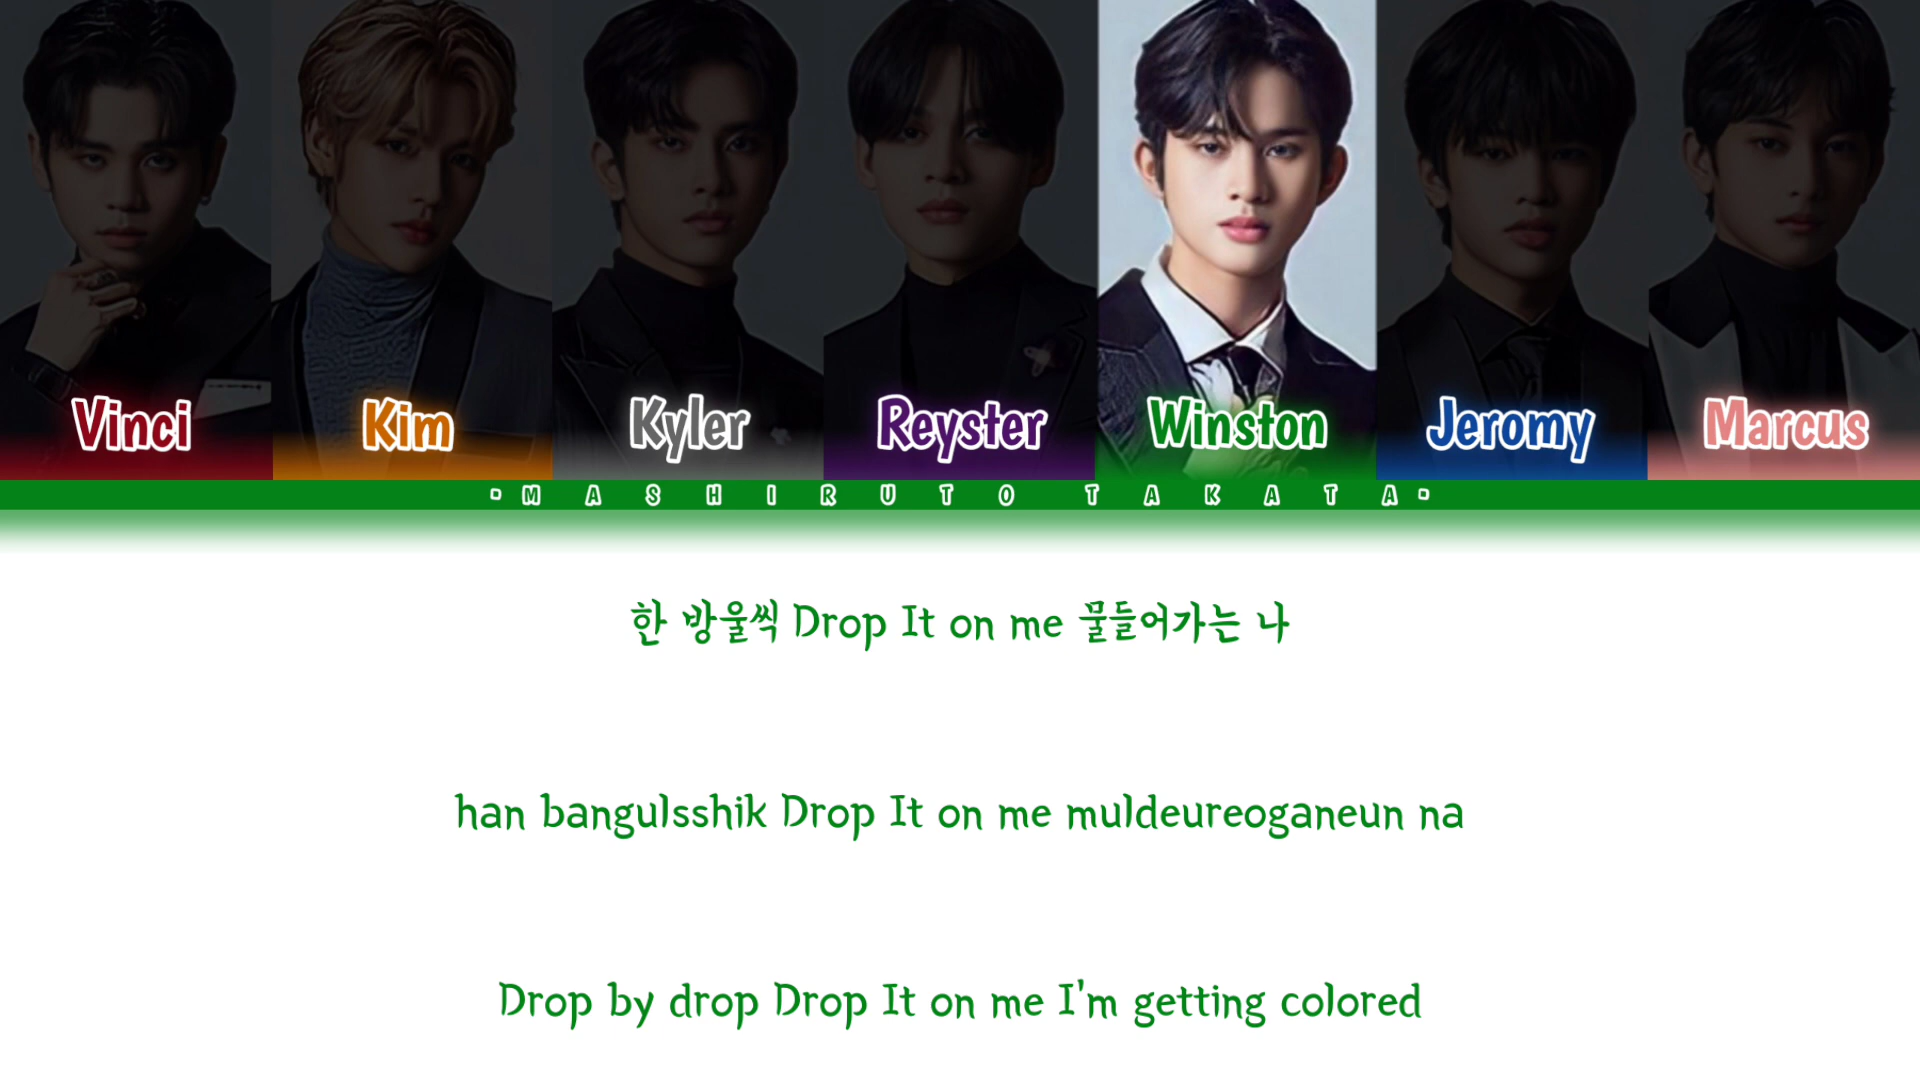 Vinci Kim Kyler Reyster Winston Jeromy Marcus
•MASHIRUTO TAKATA•
한 방울씩 Drop It on me 물들어가는 나
han bangulsshik Drop It on me muldeureoganeun na
Drop by drop Drop It on me I'm getting colored